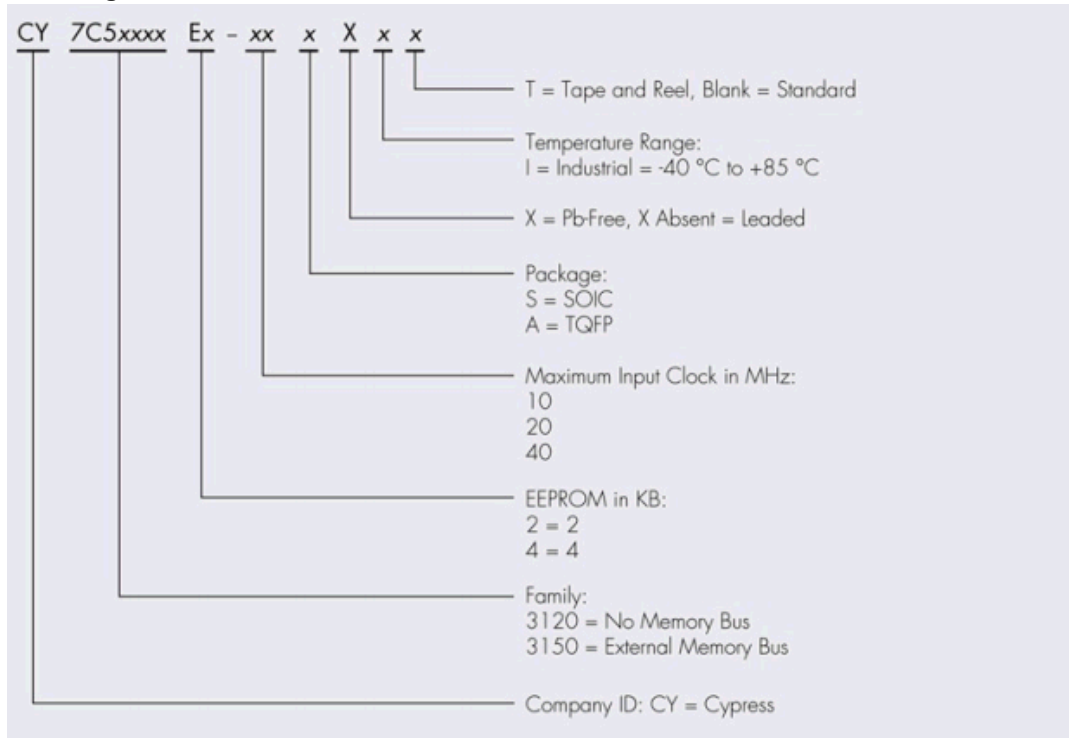 CY 7C5xxxx Ex - xx x X x x
T = Tape and Reel, Blank = Standard
Temperature Range:
I = Industrial = -40 °C to +85 °C
X = Pb-Free, X Absent = Leaded
Package:
S = SOIC
A = TQFP
Maximum Input Clock in MHz:
10
20
40
EEPROM in KB:
2 = 2
4 = 4
Family:
3120 = No Memory Bus
3150 = External Memory Bus
Company ID: CY = Cypress